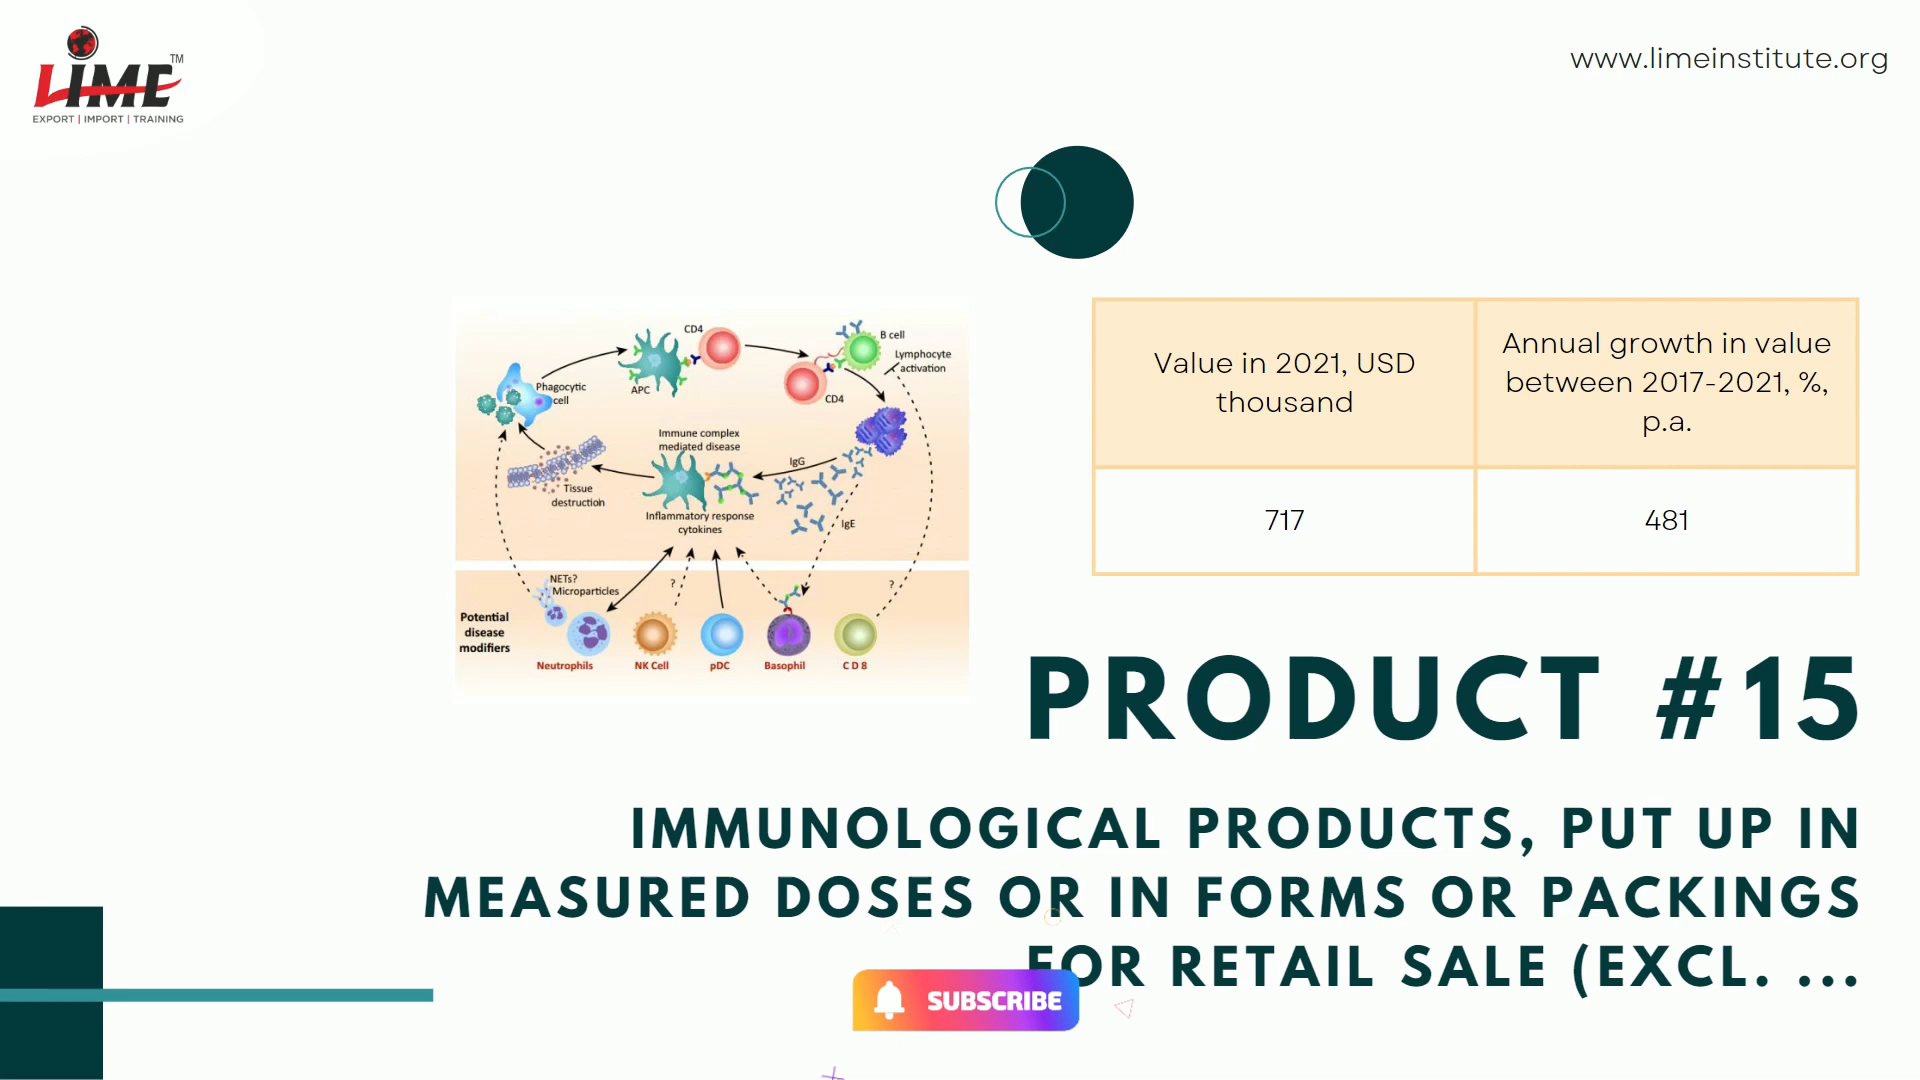 LIME TM
EXPORT | IMPORT | TRAINING
www.limeinstitute.org
CD4
B cell
Lymphocyte
activation
Phagocytic
cell
APC
CD4
Immune complex
mediated disease
IgG
Tissue
destruction
Inflammatory response
cytokines
IgE
NETs?
Microparticles
?
?
Potential
disease
modifiers
Neutrophils
NK Cell
pDC
Basophil
CD8
Value in 2021, USD
thousand
Annual growth in value
between 2017-2021, %,
p.a.
717
481
PRODUCT #15
IMMUNOLOGICAL PRODUCTS, PUT UP IN
MEASURED DOSES OR IN FORMS OR PACKINGS
FOR RETAIL SALE (EXCL. ...
SUBSCRIBE